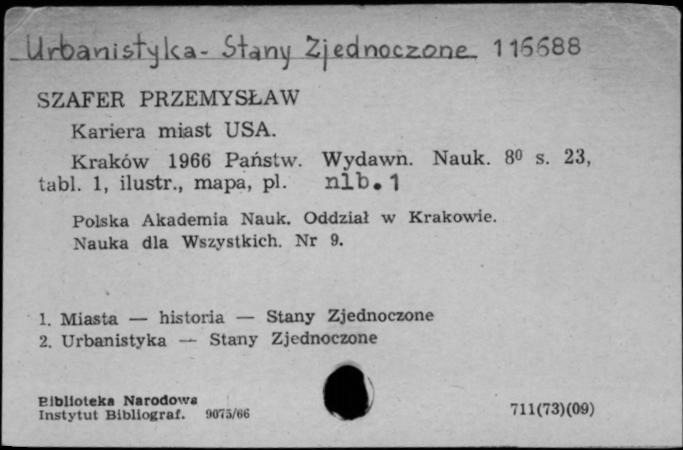 Urbanistyka - Stany Zjednoczone 116688
SZAFER PRZEMYSŁAW
Kariera miast USA.
Kraków 1966 Państw. Wydawn. Nauk. 8⁰ s. 23,
tabl. 1, ilustr., mapa, pl. nlb. 1
Polska Akademia Nauk. Oddział w Krakowie.
Nauka dla Wszystkich. Nr 9.
1. Miasta — historia — Stany Zjednoczone
2. Urbanistyka — Stany Zjednoczone
Biblioteka Narodowa
Instytut Bibliograf. 9075/66 711(73)(09)